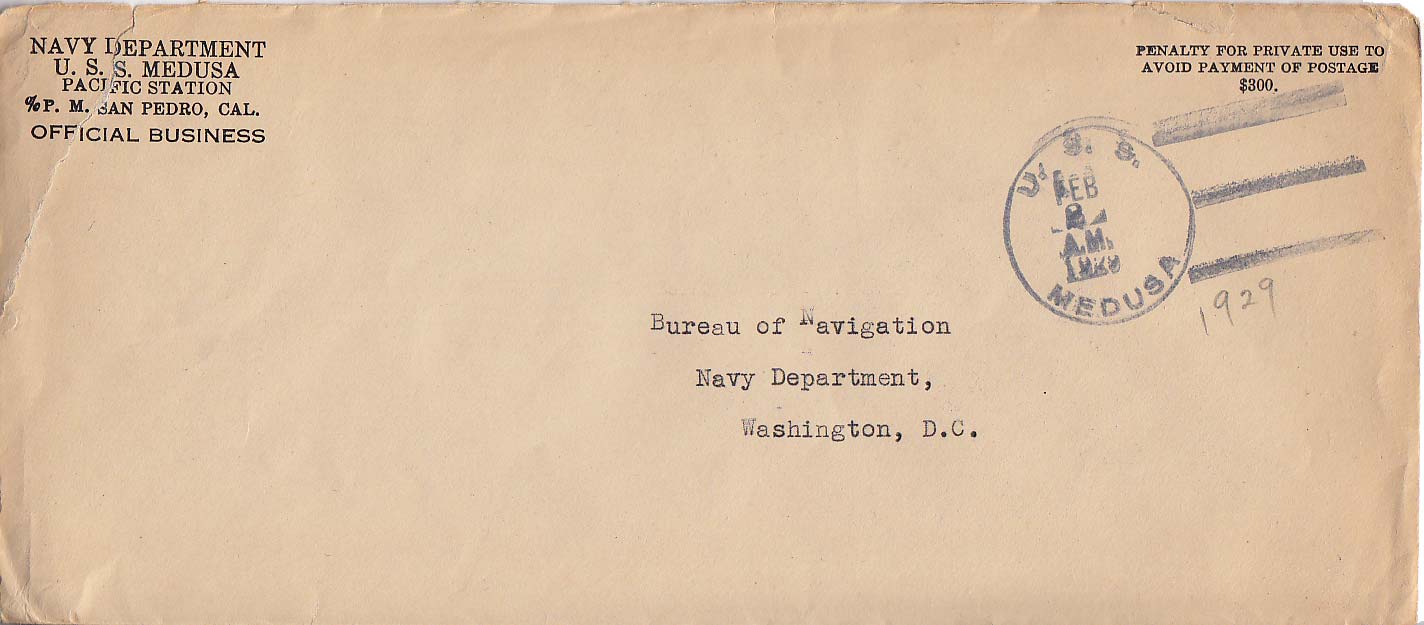 NAVY DEPARTMENT
U. S. S. MEDUSA
PACIFIC STATION
% P. M. SAN PEDRO, CAL.
OFFICIAL BUSINESS
PENALTY FOR PRIVATE USE TO
AVOID PAYMENT OF POSTAGE
$300.
U. S. S.
FEB
A.M.
1929
MEDUSA
1929
Bureau of Navigation
Navy Department,
Washington, D.C.